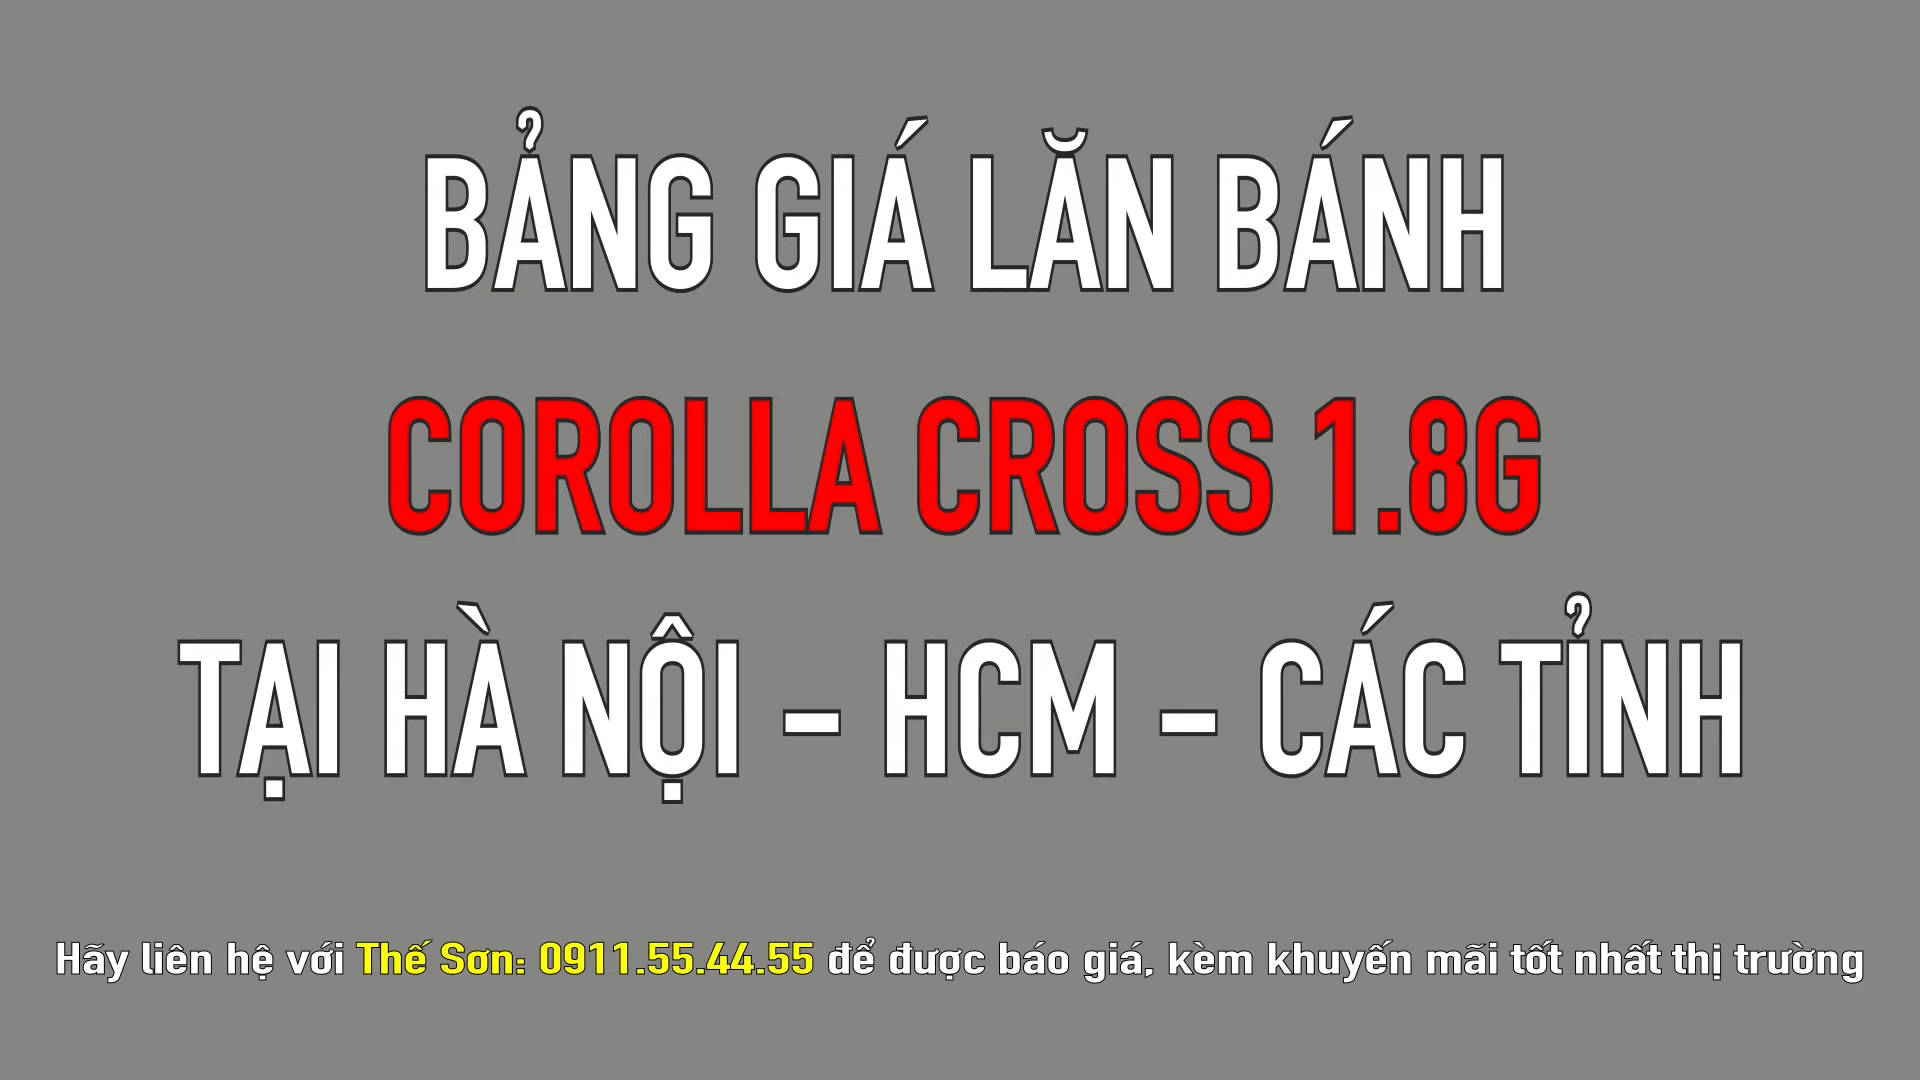 BẢNG GIÁ LĂN BÁNH
COROLLA CROSS 1.8G
TẠI HÀ NỘI - HCM - CÁC TỈNH
Hãy liên hệ với Thế Sơn: 0911.55.44.55 để được báo giá, kèm khuyến mãi tốt nhất thị trường